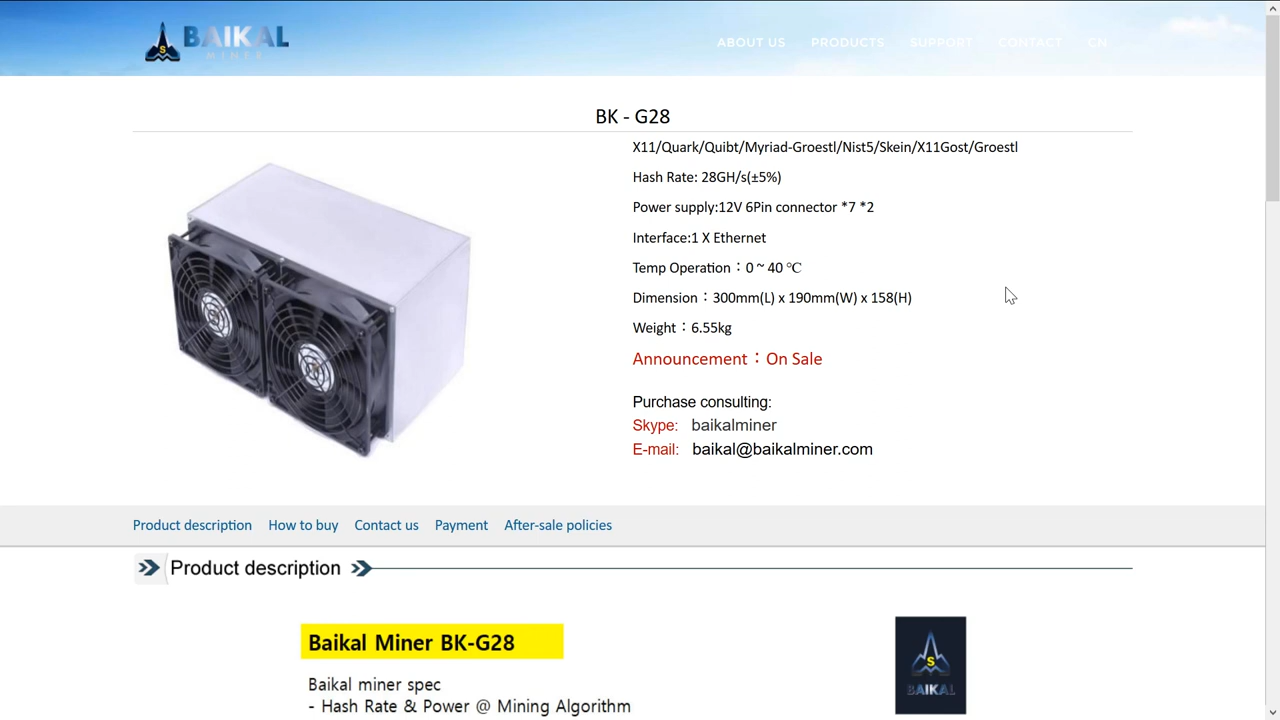 BAIKAL
MINER
ABOUT US PRODUCTS SUPPORT CONTACT CN
BK - G28
X11/Quark/Quibt/Myriad-Groestl/Nist5/Skein/X11Gost/Groestl
Hash Rate: 28GH/s(±5%)
Power supply:12V 6Pin connector *7 *2
Interface:1 X Ethernet
Temp Operation：0 ~ 40 ℃
Dimension：300mm(L) x 190mm(W) x 158(H)
Weight：6.55kg
Announcement：On Sale
Purchase consulting:
Skype: baikalminer
E-mail: baikal@baikalminer.com
Product description How to buy Contact us Payment After-sale policies
Product description
Baikal Miner BK-G28
Baikal miner spec
- Hash Rate & Power @ Mining Algorithm
S
BAIKAL